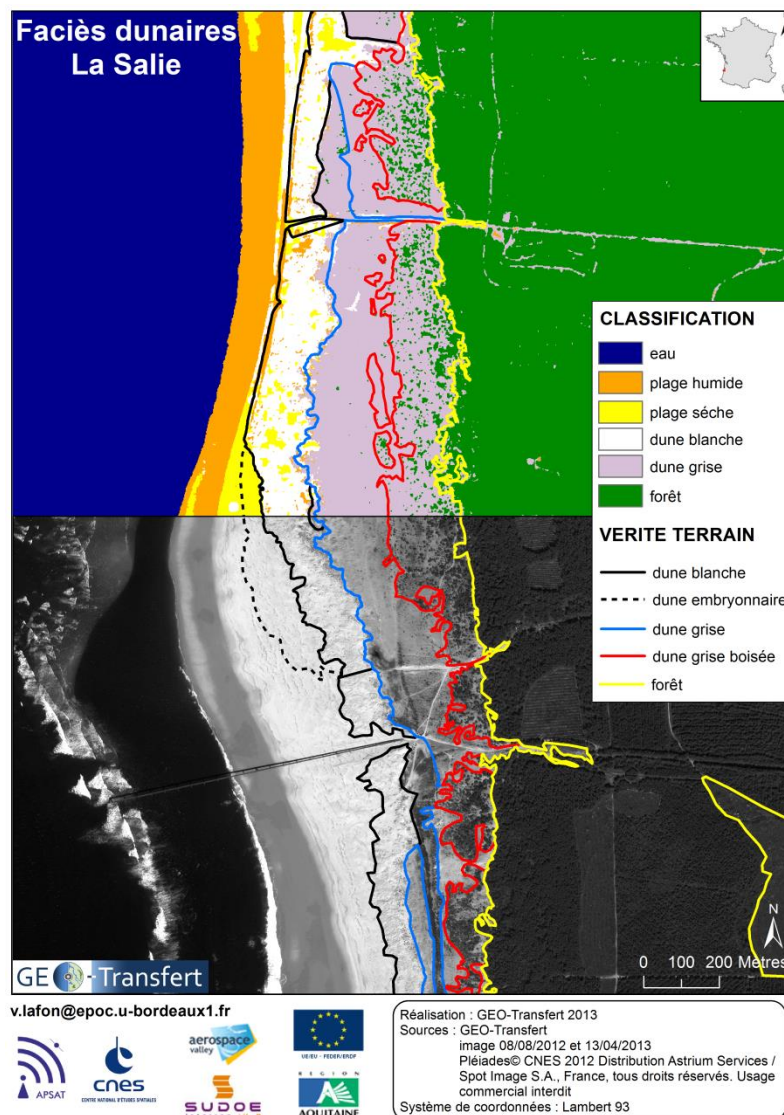 Faciès dunaires
La Salie
CLASSIFICATION
eau
plage humide
plage séche
dune blanche
dune grise
forêt
VERITE TERRAIN
dune blanche
dune embryonnaire
dune grise
dune grise boisée
forêt
N
0 100 200 Mètres
GEO-Transfert
v.lafon@epoc.u-bordeaux1.fr
APSAT
cnes
CENTRE NATIONAL D'ÉTUDES SPATIALES
aerospace
valley
SUDOE
UE/EU - FEDER/ERDF
REGION
AQUITAINE
Réalisation : GEO-Transfert 2013
Sources : GEO-Transfert
image 08/08/2012 et 13/04/2013
Pléiades© CNES 2012 Distribution Astrium Services /
Spot Image S.A., France, tous droits réservés. Usage
commercial interdit
Système de coordonnées : Lambert 93